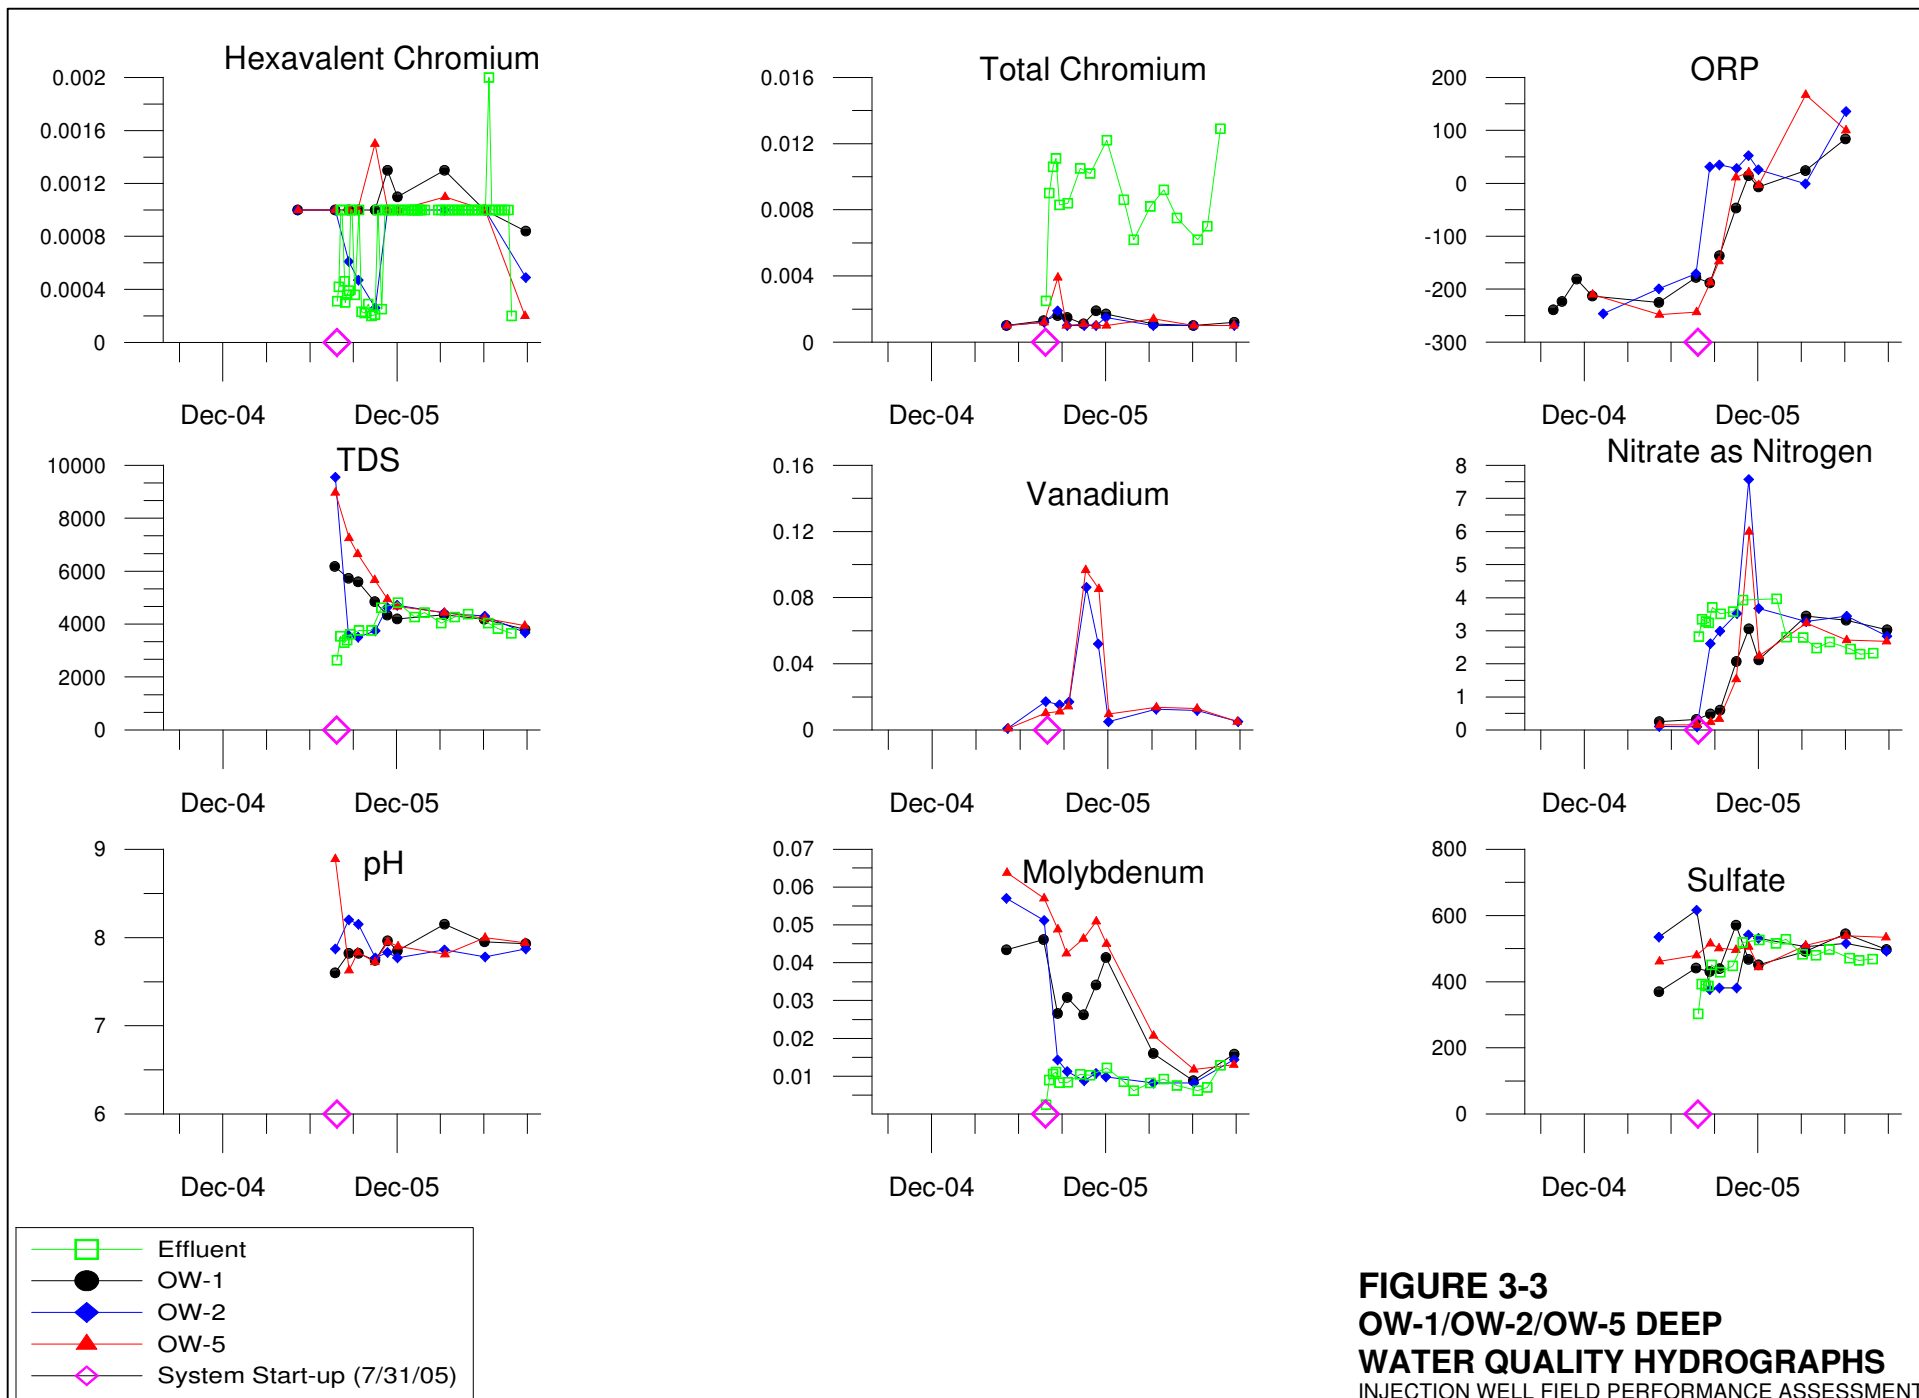 Hexavalent Chromium
0.002
0.0016
0.0012
0.0008
0.0004
0
Dec-04 Dec-05
Total Chromium
0.016
0.012
0.008
0.004
0
Dec-04 Dec-05
ORP
200
100
0
-100
-200
-300
Dec-04 Dec-05
TDS
10000
8000
6000
4000
2000
0
Dec-04 Dec-05
Vanadium
0.16
0.12
0.08
0.04
0
Dec-04 Dec-05
Nitrate as Nitrogen
8
7
6
5
4
3
2
1
0
Dec-04 Dec-05
pH
9
8
7
6
Dec-04 Dec-05
Molybdenum
0.07
0.06
0.05
0.04
0.03
0.02
0.01
Dec-04 Dec-05
Sulfate
800
600
400
200
0
Dec-04 Dec-05
Effluent
OW-1
OW-2
OW-5
System Start-up (7/31/05)
FIGURE 3-3
OW-1/OW-2/OW-5 DEEP
WATER QUALITY HYDROGRAPHS
INJECTION WELL FIELD PERFORMANCE ASSESSMENT